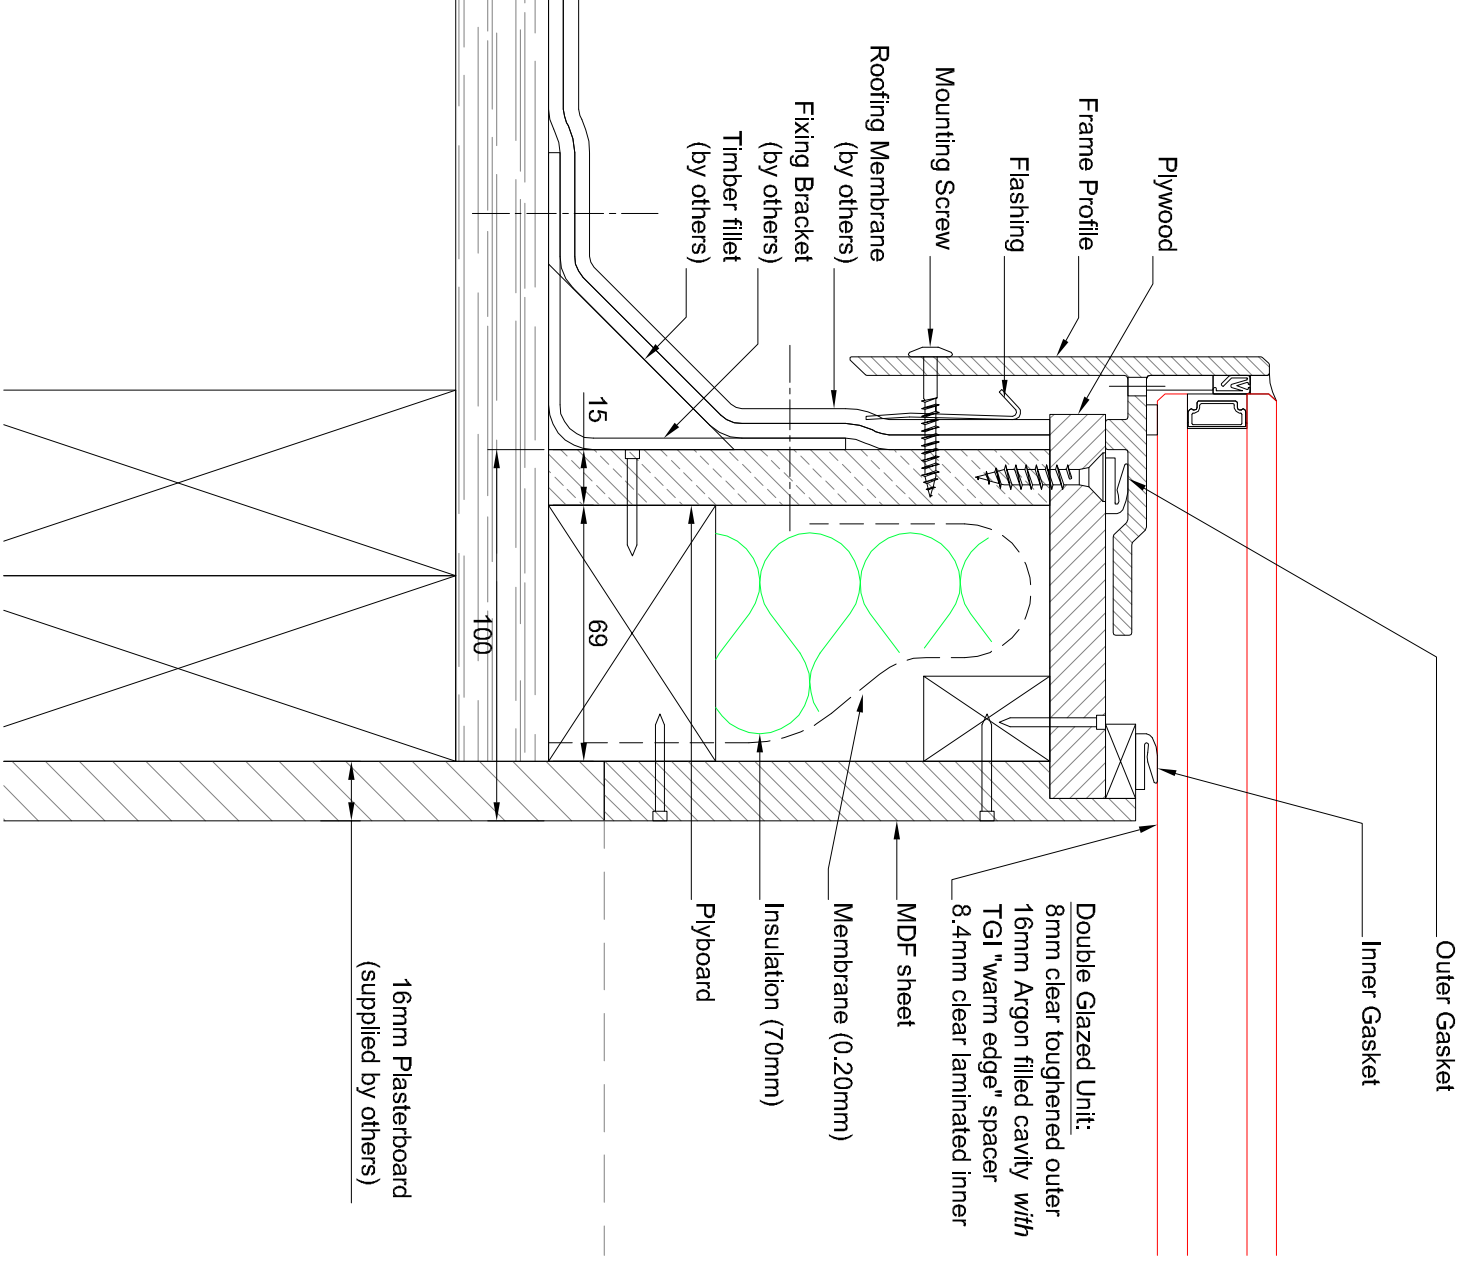 Outer Gasket
Inner Gasket
Plywood
Frame Profile
Flashing
Mounting Screw
Roofing Membrane
(by others)
Fixing Bracket
(by others)
Timber fillet
(by others)
Double Glazed Unit:
8mm clear toughened outer
16mm Argon filled cavity with
TGI "warm edge" spacer
8.4mm clear laminated inner
MDF sheet
Membrane (0.20mm)
Insulation (70mm)
Plyboard
15
69
100
16mm Plasterboard
(supplied by others)